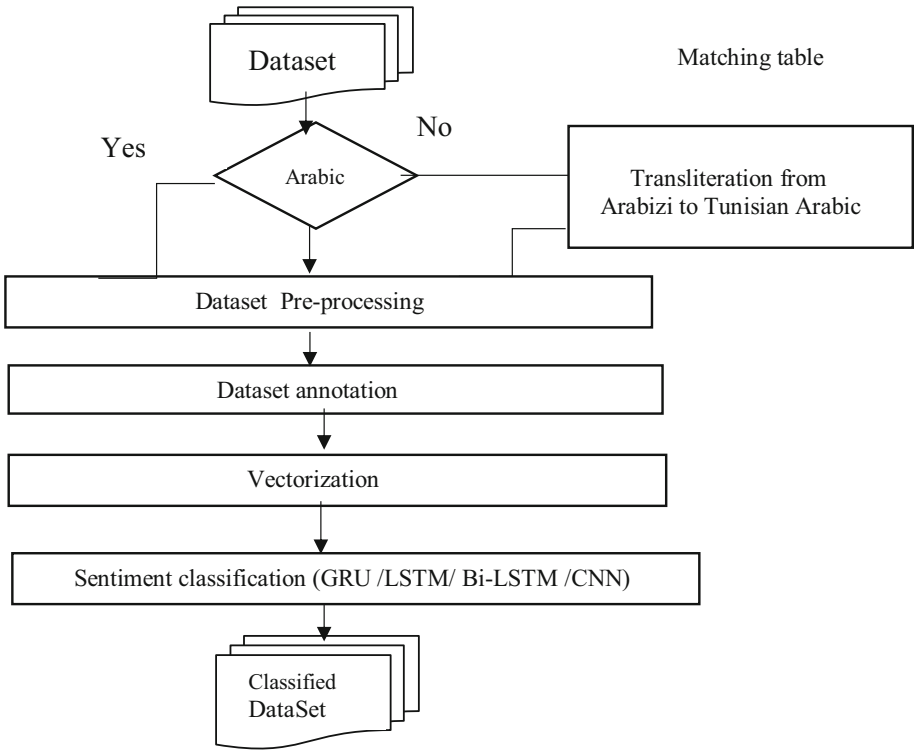 Dataset
Matching table
No
Yes
Arabic
Transliteration from
Arabizi to Tunisian Arabic
Dataset Pre-processing
Dataset annotation
Vectorization
Sentiment classification (GRU /LSTM/ Bi-LSTM /CNN)
Classified
DataSet